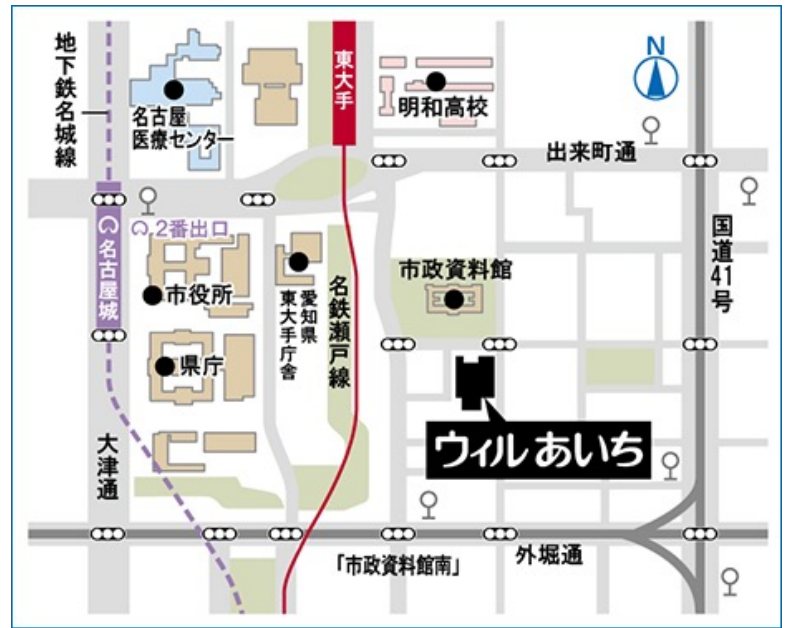 地下鉄名城線
名古屋
医療センター
東大手
明和高校
N
出来町通
2番出口
名古屋城
市役所
愛知県
東大手庁舎
名鉄瀬戸線
市政資料館
国道41号
県庁
ウィルあいち
大津通
「市政資料館南」
外堀通